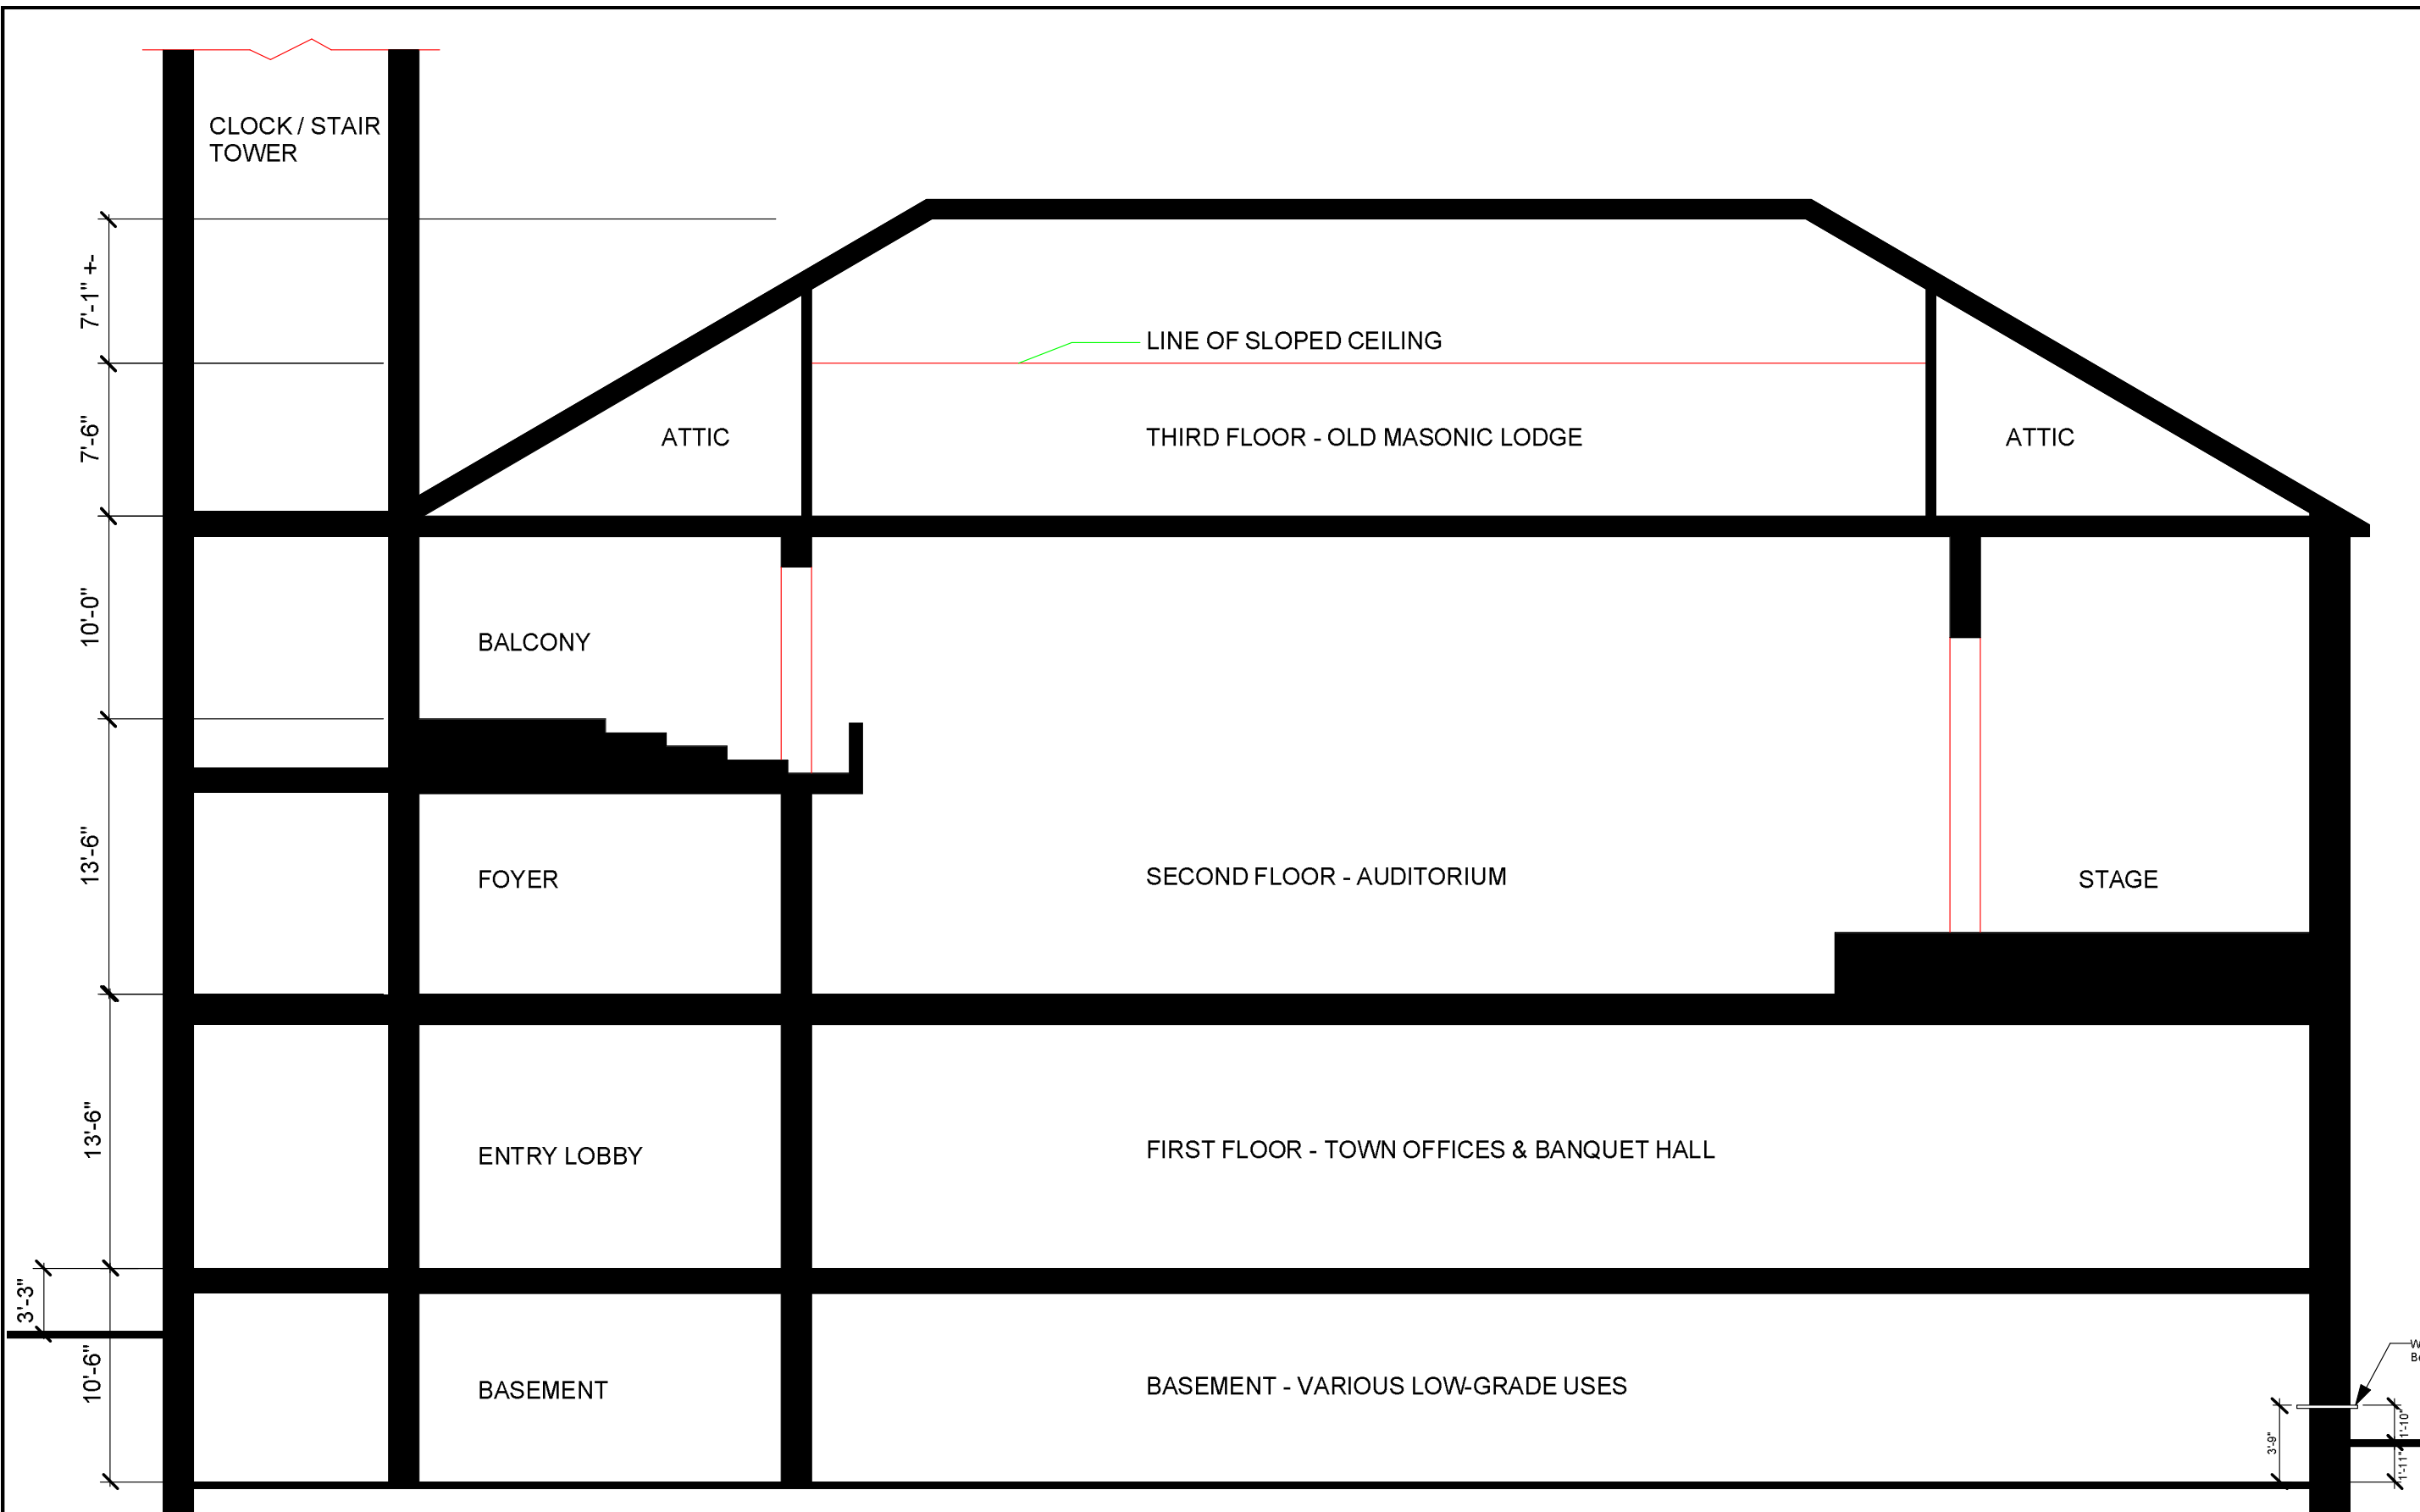 CLOCK / STAIR
TOWER
7'-1" +-
LINE OF SLOPED CEILING
7'-6"
ATTIC
THIRD FLOOR - OLD MASONIC LODGE
ATTIC
10'-0"
BALCONY
13'-6"
FOYER
SECOND FLOOR - AUDITORIUM
STAGE
13'-6"
ENTRY LOBBY
FIRST FLOOR - TOWN OFFICES & BANQUET HALL
3'-3"
10'-6"
BASEMENT
BASEMENT - VARIOUS LOW-GRADE USES
3'-9"
1'-10"
1'-11"